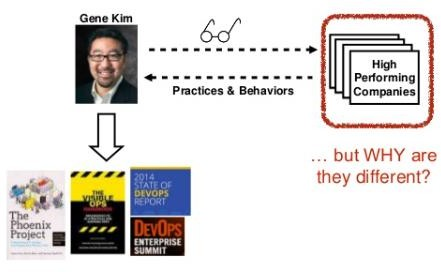 Gene Kim
High
Performing
Companies
Practices & Behaviors
... but WHY are
they different?
The
Phoenix
Project
THE
VISIBLE
OPS
2014
STATE OF
DEVOPS
REPORT
DEVOPS
ENTERPRISE
SUMMIT